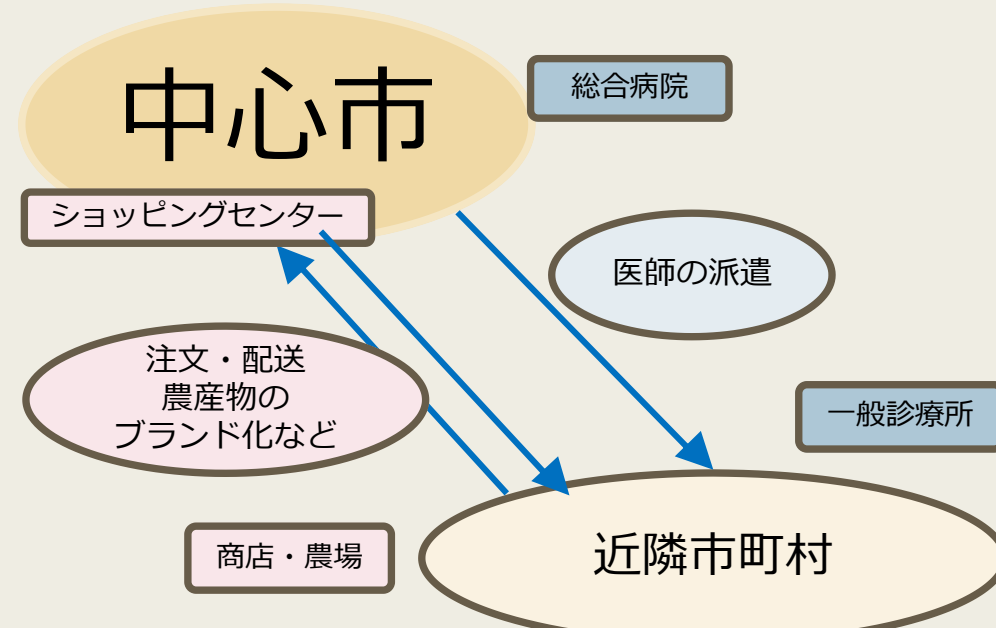 中心市
総合病院
ショッピングセンター
医師の派遣
注文・配送
農産物の
ブランド化など
一般診療所
商店・農場
近隣市町村